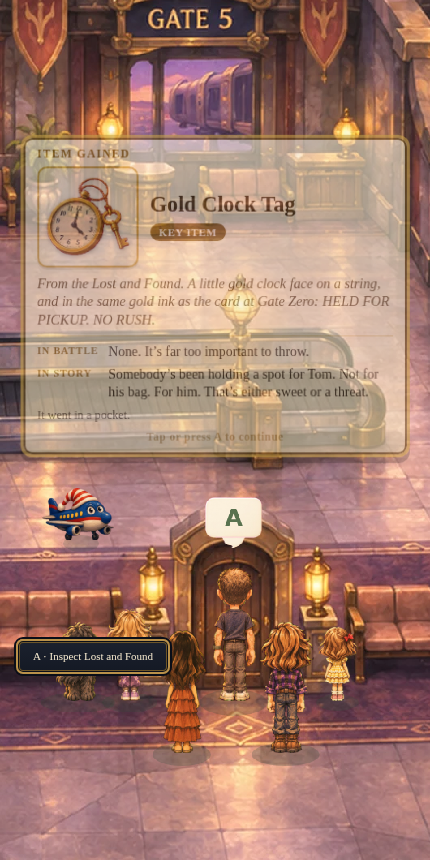 GATE 5
ITEM GAINED
Gold Clock Tag
KEY ITEM
From the Lost and Found. A little gold clock face on a string,
and in the same gold ink as the card at Gate Zero: HELD FOR
PICKUP. NO RUSH.
IN BATTLE None. It's far too important to throw.
IN STORY Somebody's been holding a spot for Tom. Not for
his bag. For him. That's either sweet or a threat.
It went in a pocket.
Tap or press A to continue
A
A · Inspect Lost and Found